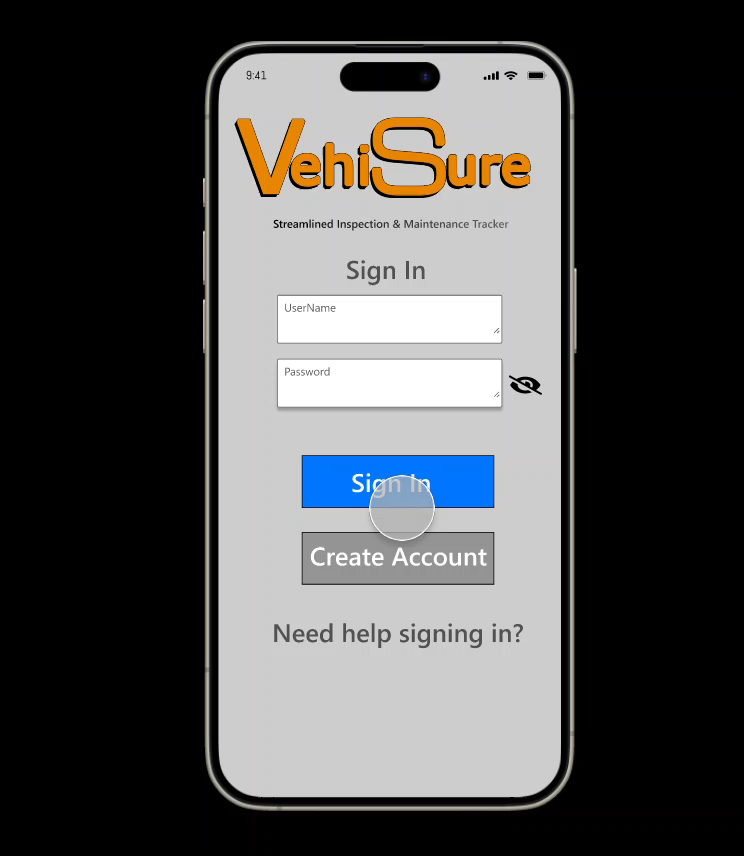 9:41
VehiSure
Streamlined Inspection & Maintenance Tracker
Sign In
UserName
Password
Sign In
Create Account
Need help signing in?